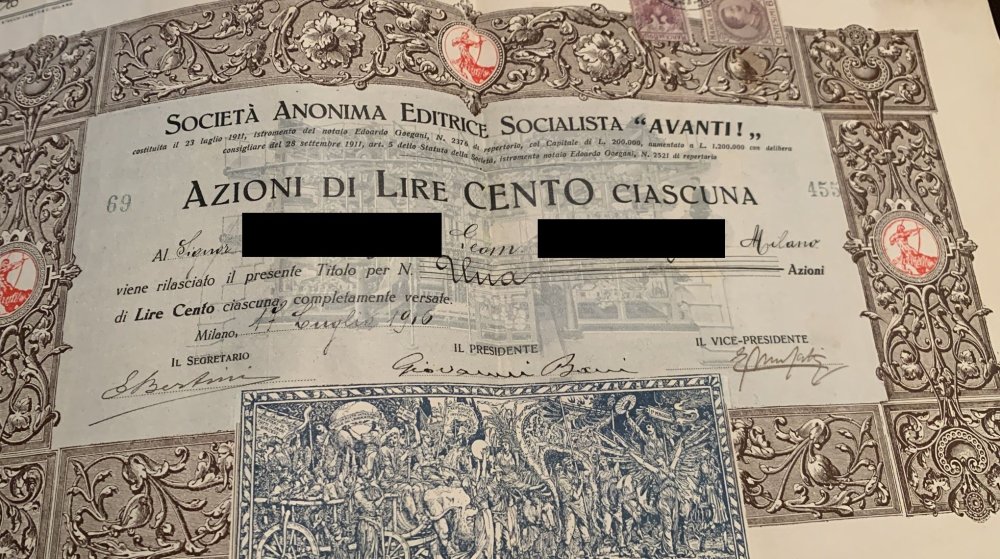 SOCIETÀ ANONIMA EDITRICE SOCIALISTA "AVANTI!„
costituita il 23 luglio 1911, istromento del notaio Edoardo Goegani, N. 2376 di repertorio, col Capitale di L. 200.000, aumentato a L. 1.200.000 con delibera
consigliare del 28 settembre 1911, art. 5 dello Statuto della Società, istromento notaio Edoardo Goegani, N. 2521 di repertorio
AZIONI DI LIRE CENTO CIASCUNA
69
455
Al Signor Geom. Milano
viene rilasciato il presente Titolo per N. Una Azioni
di Lire Cento ciascuna completamente versate.
Milano, Luglio 1916
IL SEGRETARIO
IL PRESIDENTE
IL VICE-PRESIDENTE
E Bertini
Giovanni